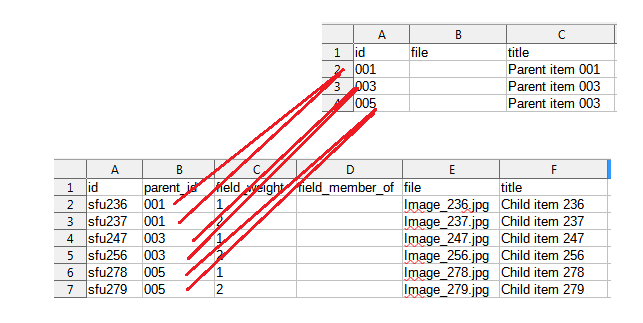 A B C
1 id file title
2 001 Parent item 001
3 003 Parent item 003
4 005 Parent item 003
A B C D E F
1 id parent_id field_weight field_member_of file title
2 sfu236 001 1 Image_236.jpg Child item 236
3 sfu237 001 2 Image_237.jpg Child item 237
4 sfu247 003 1 Image_247.jpg Child item 247
5 sfu256 003 2 Image_256.jpg Child item 256
6 sfu278 005 1 Image_278.jpg Child item 278
7 sfu279 005 2 Image_279.jpg Child item 279